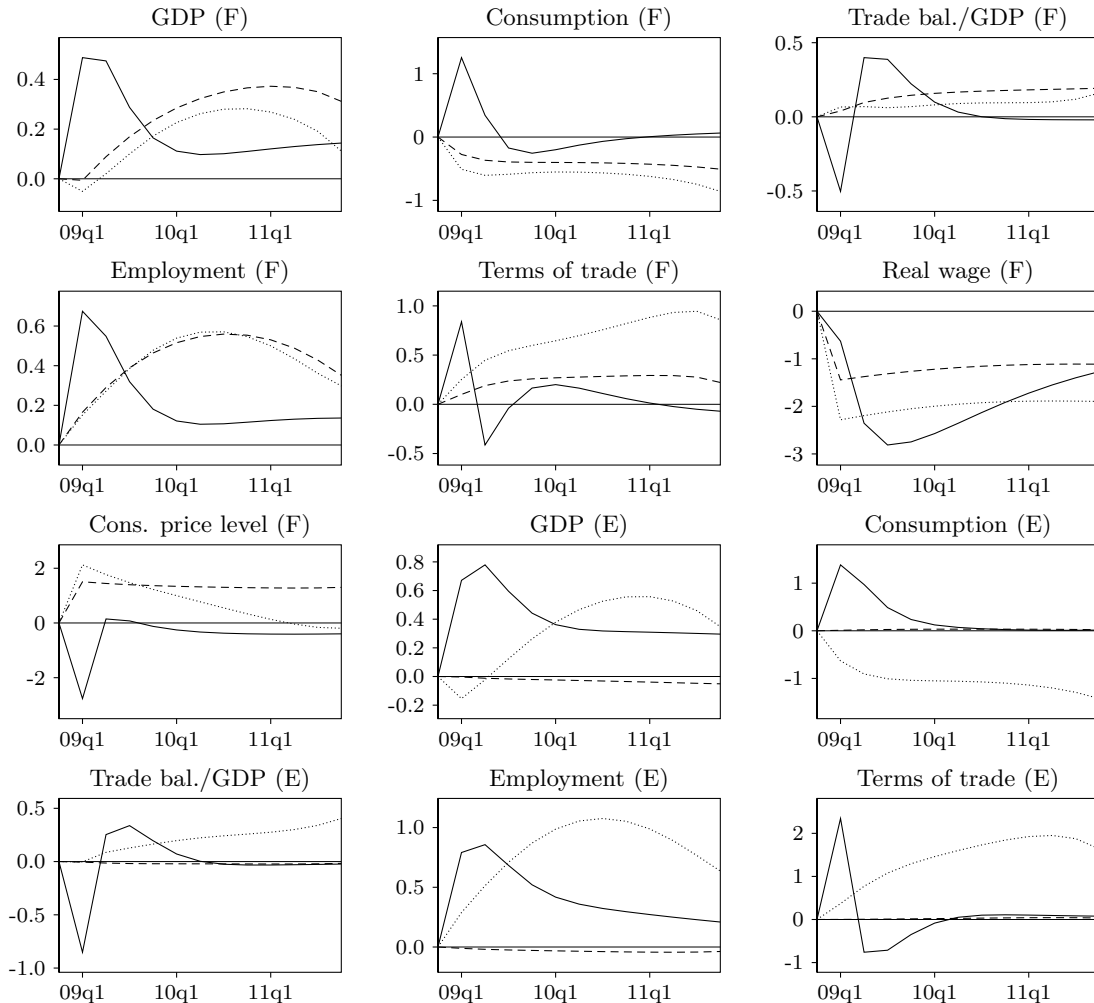 GDP (F)
Consumption (F)
Trade bal./GDP (F)
0.4
0.2
0.0
09q1 10q1 11q1
1
0
-1
09q1 10q1 11q1
0.5
0.0
-0.5
09q1 10q1 11q1
Employment (F)
Terms of trade (F)
Real wage (F)
0.6
0.4
0.2
0.0
09q1 10q1 11q1
1.0
0.5
0.0
-0.5
09q1 10q1 11q1
0
-1
-2
-3
09q1 10q1 11q1
Cons. price level (F)
GDP (E)
Consumption (E)
2
0
-2
09q1 10q1 11q1
0.8
0.6
0.4
0.2
0.0
-0.2
09q1 10q1 11q1
1
0
-1
09q1 10q1 11q1
Trade bal./GDP (E)
Employment (E)
Terms of trade (E)
0.5
0.0
-0.5
-1.0
09q1 10q1 11q1
1.0
0.5
0.0
09q1 10q1 11q1
2
1
0
-1
09q1 10q1 11q1